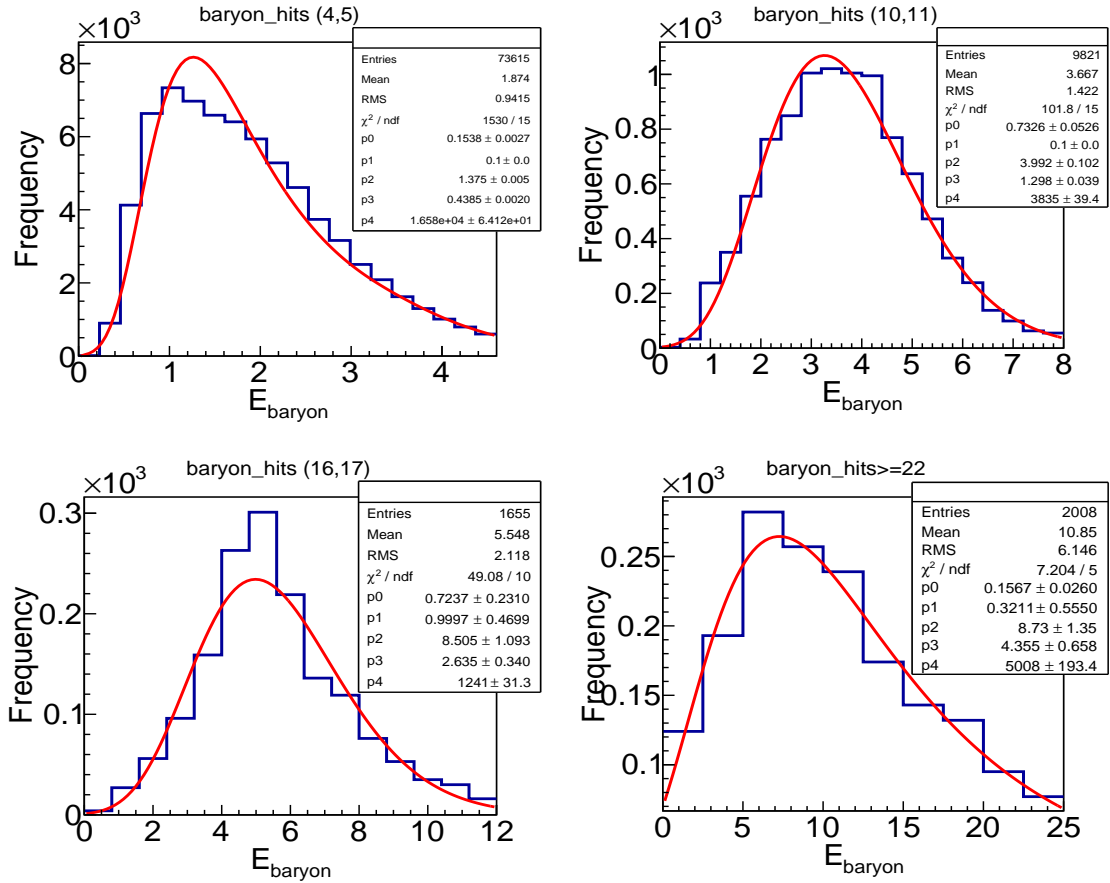 baryon_hits (4,5)
×10³
Frequency
8
6
4
2
0
0 1 2 3 4
E_baryon
Entries 73615
Mean 1.874
RMS 0.9415
χ² / ndf 1530 / 15
p0 0.1538 ± 0.0027
p1 0.1 ± 0.0
p2 1.375 ± 0.005
p3 0.4385 ± 0.0020
p4 1.658e+04 ± 6.412e+01
baryon_hits (10,11)
×10³
Frequency
1
0.8
0.6
0.4
0.2
0
0 1 2 3 4 5 6 7 8
E_baryon
Entries 9821
Mean 3.667
RMS 1.422
χ² / ndf 101.8 / 15
p0 0.7326 ± 0.0526
p1 0.1 ± 0.0
p2 3.992 ± 0.102
p3 1.298 ± 0.039
p4 3835 ± 39.4
baryon_hits (16,17)
×10³
Frequency
0.3
0.2
0.1
0
0 2 4 6 8 10 12
E_baryon
Entries 1655
Mean 5.548
RMS 2.118
χ² / ndf 49.08 / 10
p0 0.7237 ± 0.2310
p1 0.9997 ± 0.4699
p2 8.505 ± 1.093
p3 2.635 ± 0.340
p4 1241 ± 31.3
baryon_hits>=22
×10³
Frequency
0.25
0.2
0.15
0.1
0 5 10 15 20 25
E_baryon
Entries 2008
Mean 10.85
RMS 6.146
χ² / ndf 7.204 / 5
p0 0.1567 ± 0.0260
p1 0.3211 ± 0.5550
p2 8.73 ± 1.35
p3 4.355 ± 0.658
p4 5008 ± 193.4